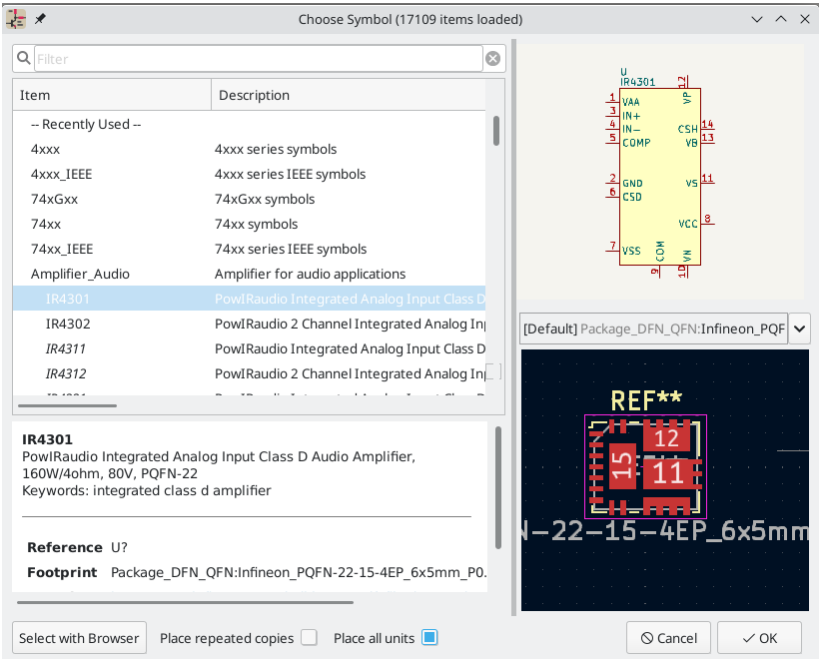 Choose Symbol (17109 items loaded)
Filter
Item Description
-- Recently Used --
4xxx 4xxx series symbols
4xxx_IEEE 4xxx series IEEE symbols
74xGxx 74xGxx symbols
74xx 74xx symbols
74xx_IEEE 74xx series IEEE symbols
Amplifier_Audio Amplifier for audio applications
IR4301 PowIRaudio Integrated Analog Input Class D
IR4302 PowIRaudio 2 Channel Integrated Analog Inp
IR4311 PowIRaudio Integrated Analog Input Class D
IR4312 PowIRaudio 2 Channel Integrated Analog Inp
IR4301
PowIRaudio Integrated Analog Input Class D Audio Amplifier,
160W/4ohm, 80V, PQFN-22
Keywords: integrated class d amplifier
Reference U?
Footprint Package_DFN_QFN:Infineon_PQFN-22-15-4EP_6x5mm_P0.
Select with Browser Place repeated copies Place all units
U
IR4301
12
VP
1 VAA
3 IN+
4 IN− CSH 14
5 COMP VB 13
2 GND VS 11
6 CSD
VCC 8
7 VSS
COM VN
9 10
[Default] Package_DFN_QFN:Infineon_PQF
REF**
12
15
11
N-22-15-4EP_6x5mm
Cancel OK